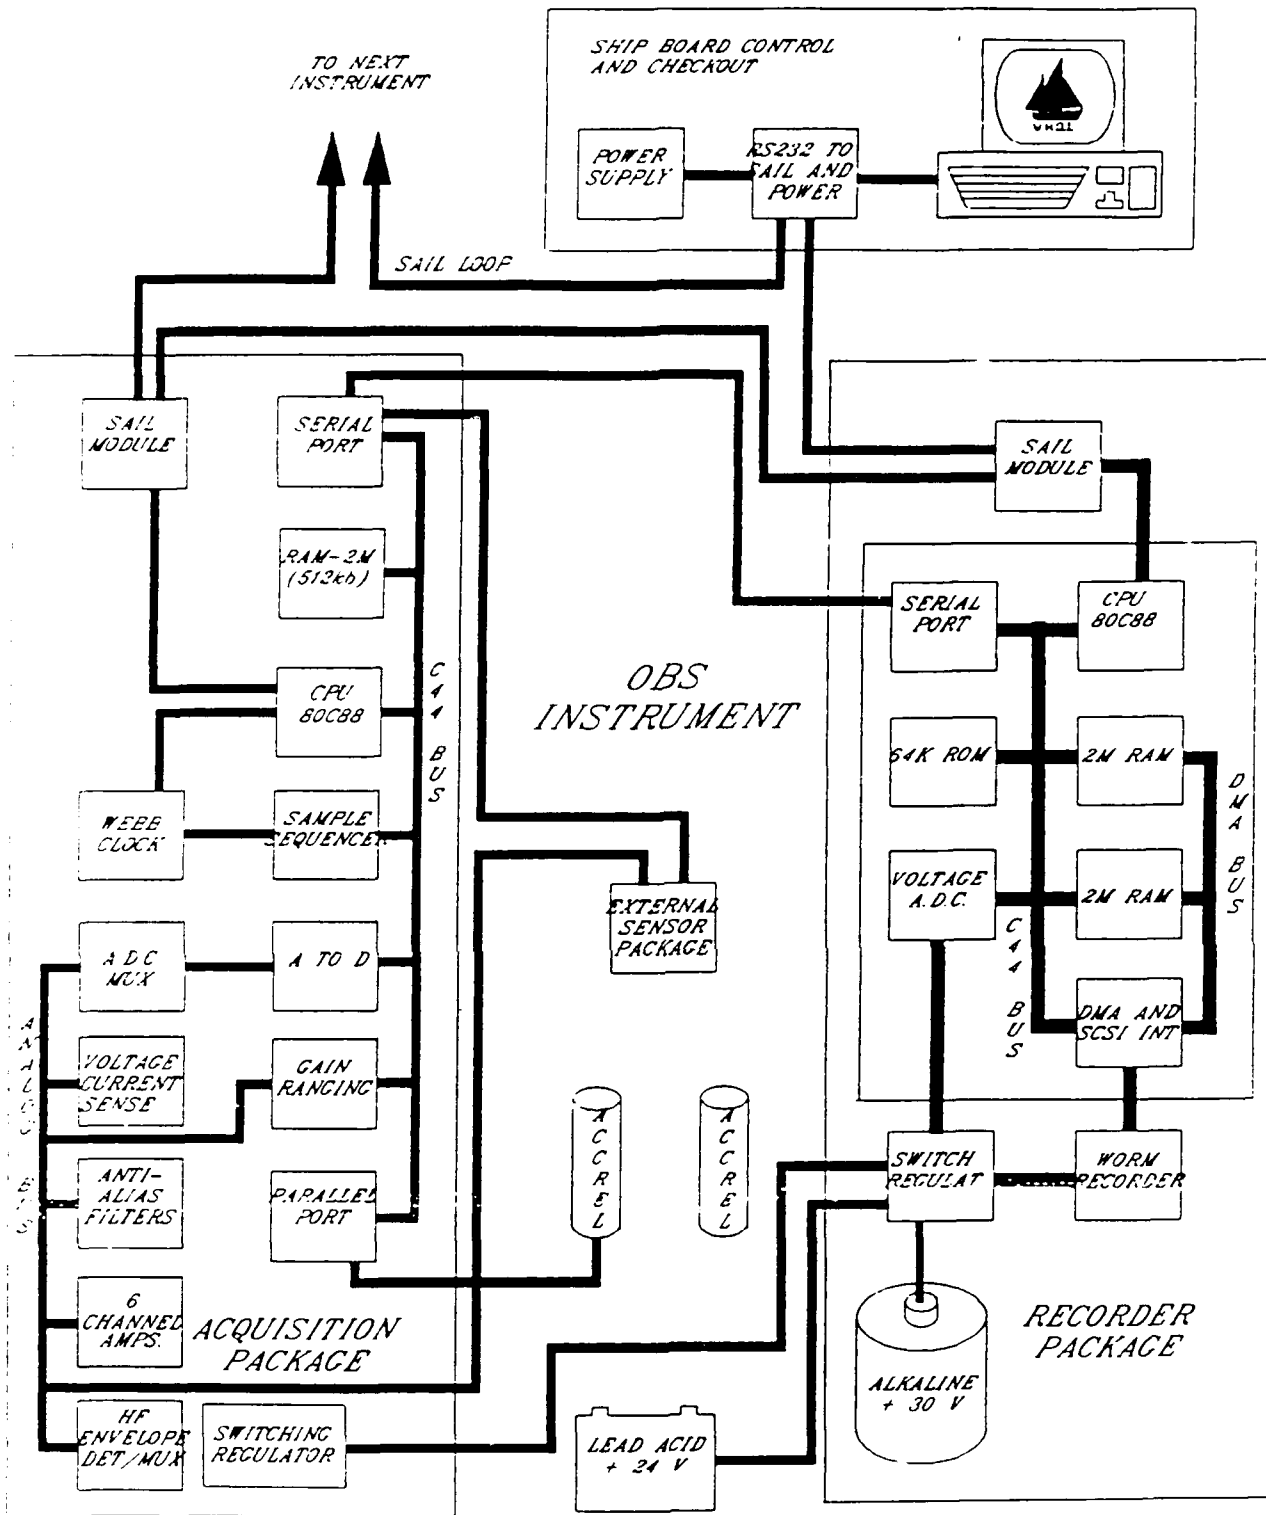 TO NEXT
INSTRUMENT
SHIP BOARD CONTROL
AND CHECKOUT
POWER
SUPPLY
RS232 TO
SAIL AND
POWER
SAIL LOOP
SAIL
MODULE
SERIAL
PORT
RAM-2M
(512kb)
CPU
80C88
C44 BUS
WEBB
CLOCK
SAMPLE
SEQUENCER
ADC
MUX
A TO D
ANALOG BUS
VOLTAGE
CURRENT
SENSE
GAIN
RANGING
ANTI-
ALIAS
FILTERS
PARALLEL
PORT
6
CHANNED
AMPS.
ACQUISITION
PACKAGE
HF
ENVELOPE
DET/MUX
SWITCHING
REGULATOR
OBS
INSTRUMENT
EXTERNAL
SENSOR
PACKAGE
ACCREL
ACCREL
LEAD ACID
+ 24 V
SAIL
MODULE
SERIAL
PORT
CPU
80C88
64K ROM
2M RAM
DMA BUS
VOLTAGE
A.D.C.
2M RAM
C44 BUS
DMA AND
SCSI INT
SWITCH
REGULAT
WORM
RECORDER
ALKALINE
+ 30 V
RECORDER
PACKAGE